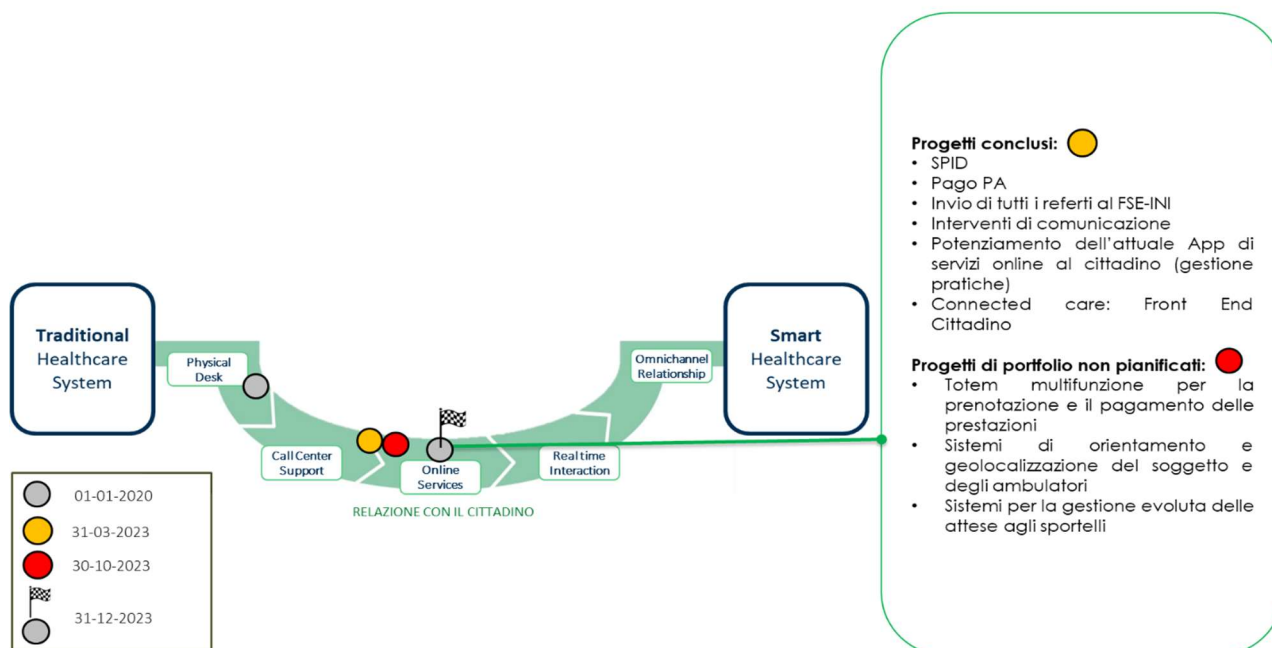 Traditional
Healthcare
System
Physical
Desk
Call Center
Support
Online
Services
Real time
Interaction
Omnichannel
Relationship
Smart
Healthcare
System
RELAZIONE CON IL CITTADINO
01-01-2020
31-03-2023
30-10-2023
31-12-2023
Progetti conclusi:
• SPID
• Pago PA
• Invio di tutti i referti al FSE-INI
• Interventi di comunicazione
• Potenziamento dell'attuale App di
servizi online al cittadino (gestione
pratiche)
• Connected care: Front End
Cittadino
Progetti di portfolio non pianificati:
• Totem multifunzione per la
prenotazione e il pagamento delle
prestazioni
• Sistemi di orientamento e
geolocalizzazione del soggetto e
degli ambulatori
• Sistemi per la gestione evoluta delle
attese agli sportelli